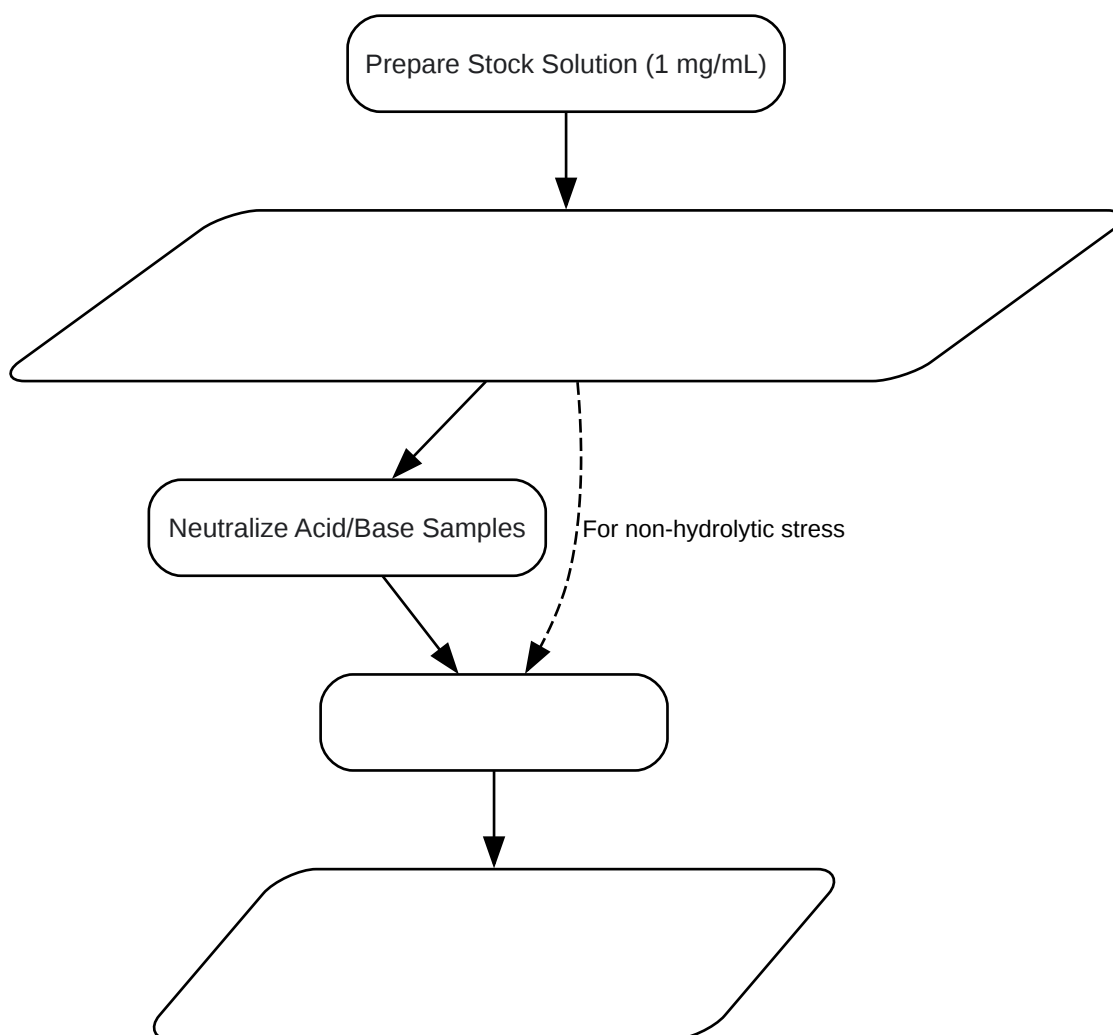 Prepare Stock Solution (1 mg/mL)
Neutralize Acid/Base Samples
For non-hydrolytic stress